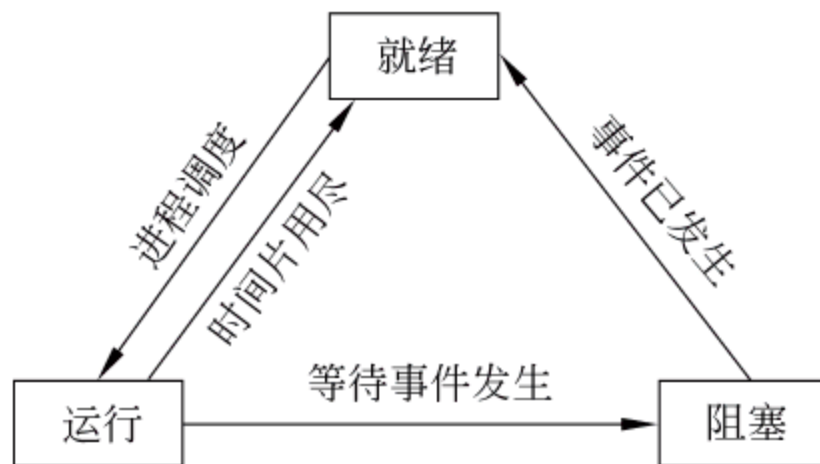 就绪
进程调度
时间片用尽
事件已发生
等待事件发生
运行
阻塞